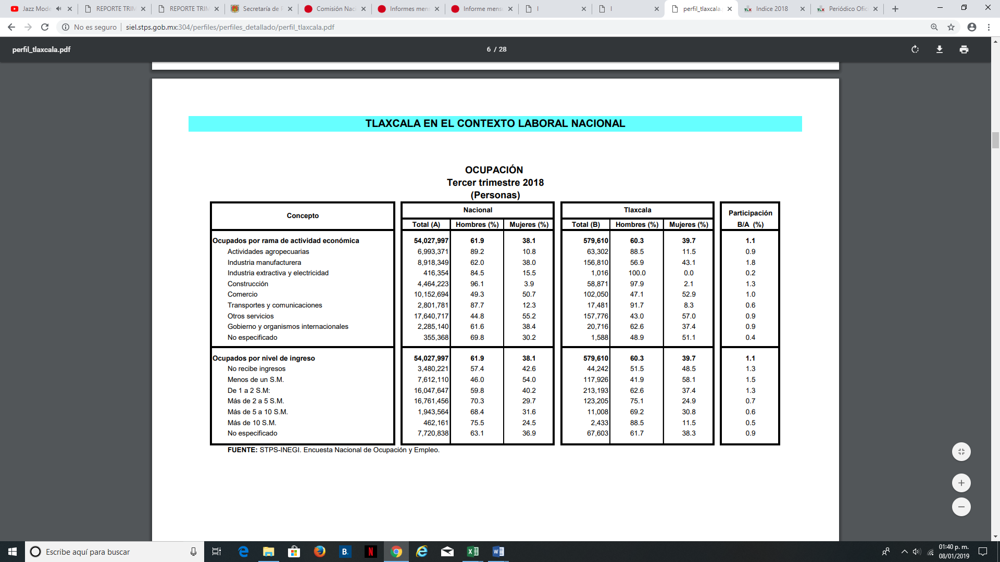 Jazz Mode
REPORTE TRIM
REPORTE TRIM
Secretaría de F
Comisión Naci
Informes mens
Informe mensu
I
I
perfil_tlaxcala.
Indice 2018
Periódico Ofici
No es seguro | siel.stps.gob.mx:304/perfiles/perfiles_detallado/perfil_tlaxcala.pdf
perfil_tlaxcala.pdf 6 / 28
TLAXCALA EN EL CONTEXTO LABORAL NACIONAL
OCUPACIÓN
Tercer trimestre 2018
(Personas)
Concepto Nacional Tlaxcala Participación B/A (%)
Total (A) Hombres (%) Mujeres (%) Total (B) Hombres (%) Mujeres (%)
Ocupados por rama de actividad económica 54,027,997 61.9 38.1 579,610 60.3 39.7 1.1
Actividades agropecuarias 6,993,371 89.2 10.8 63,302 88.5 11.5 0.9
Industria manufacturera 8,918,349 62.0 38.0 156,810 56.9 43.1 1.8
Industria extractiva y electricidad 416,354 84.5 15.5 1,016 100.0 0.0 0.2
Construcción 4,464,223 96.1 3.9 58,871 97.9 2.1 1.3
Comercio 10,152,694 49.3 50.7 102,050 47.1 52.9 1.0
Transportes y comunicaciones 2,801,781 87.7 12.3 17,481 91.7 8.3 0.6
Otros servicios 17,640,717 44.8 55.2 157,776 43.0 57.0 0.9
Gobierno y organismos internacionales 2,285,140 61.6 38.4 20,716 62.6 37.4 0.9
No especificado 355,368 69.8 30.2 1,588 48.9 51.1 0.4
Ocupados por nivel de ingreso 54,027,997 61.9 38.1 579,610 60.3 39.7 1.1
No recibe ingresos 3,480,221 57.4 42.6 44,242 51.5 48.5 1.3
Menos de un S.M. 7,612,110 46.0 54.0 117,926 41.9 58.1 1.5
De 1 a 2 S.M: 16,047,647 59.8 40.2 213,193 62.6 37.4 1.3
Más de 2 a 5 S.M. 16,761,456 70.3 29.7 123,205 75.1 24.9 0.7
Más de 5 a 10 S.M. 1,943,564 68.4 31.6 11,008 69.2 30.8 0.6
Más de 10 S.M. 462,161 75.5 24.5 2,433 88.5 11.5 0.5
No especificado 7,720,838 63.1 36.9 67,603 61.7 38.3 0.9
FUENTE: STPS-INEGI. Encuesta Nacional de Ocupación y Empleo.
Escribe aquí para buscar
01:40 p. m.
08/01/2019